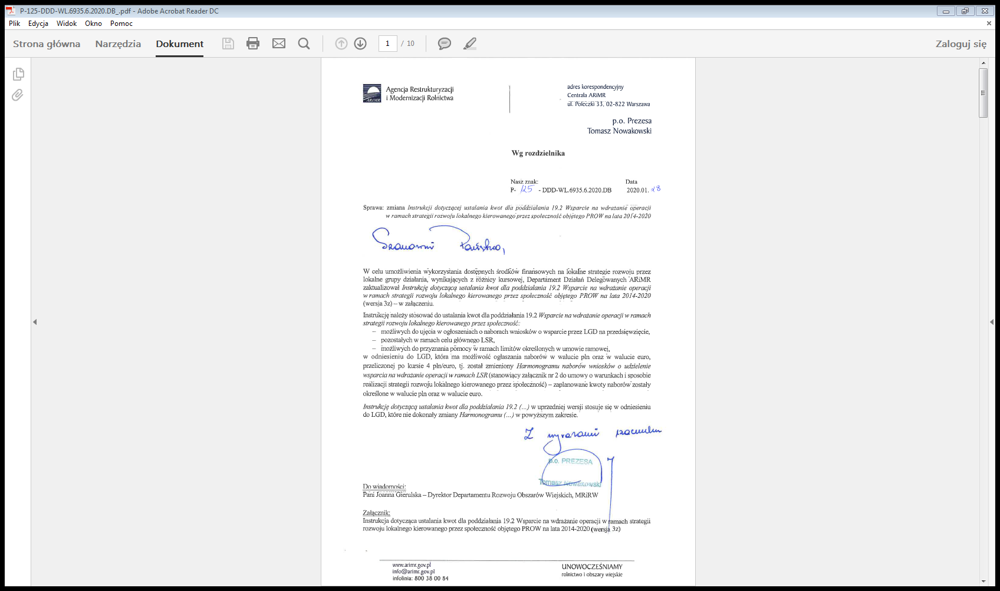 P-125-DDD-WL.6935.6.2020.DB_.pdf - Adobe Acrobat Reader DC
Plik Edycja Widok Okno Pomoc
Strona główna Narzędzia Dokument 1 / 10 Zaloguj się
Agencja Restrukturyzacji
i Modernizacji Rolnictwa
ARiMR
adres korespondencyjny
Centrala ARiMR
ul. Poleczki 33, 02-822 Warszawa
p.o. Prezesa
Tomasz Nowakowski
Wg rozdzielnika
Nasz znak: Data
P- 125 - DDD-WL.6935.6.2020.DB 2020.01. 28
Sprawa: zmiana Instrukcji dotyczącej ustalania kwot dla poddziałania 19.2 Wsparcie na wdrażanie operacji
w ramach strategii rozwoju lokalnego kierowanego przez społeczność objętego PROW na lata 2014-2020
Szanowni Państwo,
W celu umożliwienia wykorzystania dostępnych środków finansowych na lokalne strategie rozwoju przez
lokalne grupy działania, wynikających z różnicy kursowej, Departament Działań Delegowanych ARiMR
zaktualizował Instrukcję dotyczącą ustalania kwot dla poddziałania 19.2 Wsparcie na wdrażanie operacji
w ramach strategii rozwoju lokalnego kierowanego przez społeczność objętego PROW na lata 2014-2020
(wersja 3z) – w załączeniu.
Instrukcję należy stosować do ustalania kwot dla poddziałania 19.2 Wsparcie na wdrażanie operacji w ramach
strategii rozwoju lokalnego kierowanego przez społeczność:
– możliwych do ujęcia w ogłoszeniach o naborach wniosków o wsparcie przez LGD na przedsięwzięcie,
– pozostałych w ramach celu głównego LSR,
– możliwych do przyznania pomocy w ramach limitów określonych w umowie ramowej,
w odniesieniu do LGD, która ma możliwość ogłaszania naborów w walucie pln oraz w walucie euro,
przeliczonej po kursie 4 pln/euro, tj. został zmieniony Harmonogramu naborów wniosków o udzielenie
wsparcia na wdrażanie operacji w ramach LSR (stanowiący załącznik nr 2 do umowy o warunkach i sposobie
realizacji strategii rozwoju lokalnego kierowanego przez społeczność) – zaplanowane kwoty naborów zostały
określone w walucie pln oraz w walucie euro.
Instrukcję dotyczącą ustalania kwot dla poddziałania 19.2 (...) w uprzedniej wersji stosuje się w odniesieniu
do LGD, które nie dokonały zmiany Harmonogramu (...) w powyższym zakresie.
Z wyrazami szacunku
p.o. PREZESA
Tomasz Nowakowski
Do wiadomości:
Pani Joanna Gierulska – Dyrektor Departamentu Rozwoju Obszarów Wiejskich, MRiRW
Załącznik:
Instrukcja dotycząca ustalania kwot dla poddziałania 19.2 Wsparcie na wdrażanie operacji w ramach strategii
rozwoju lokalnego kierowanego przez społeczność objętego PROW na lata 2014-2020 (wersja 3z)
www.arimr.gov.pl
info@arimr.gov.pl
infolinia: 800 38 00 84
UNOWOCZEŚNIAMY
rolnictwo i obszary wiejskie